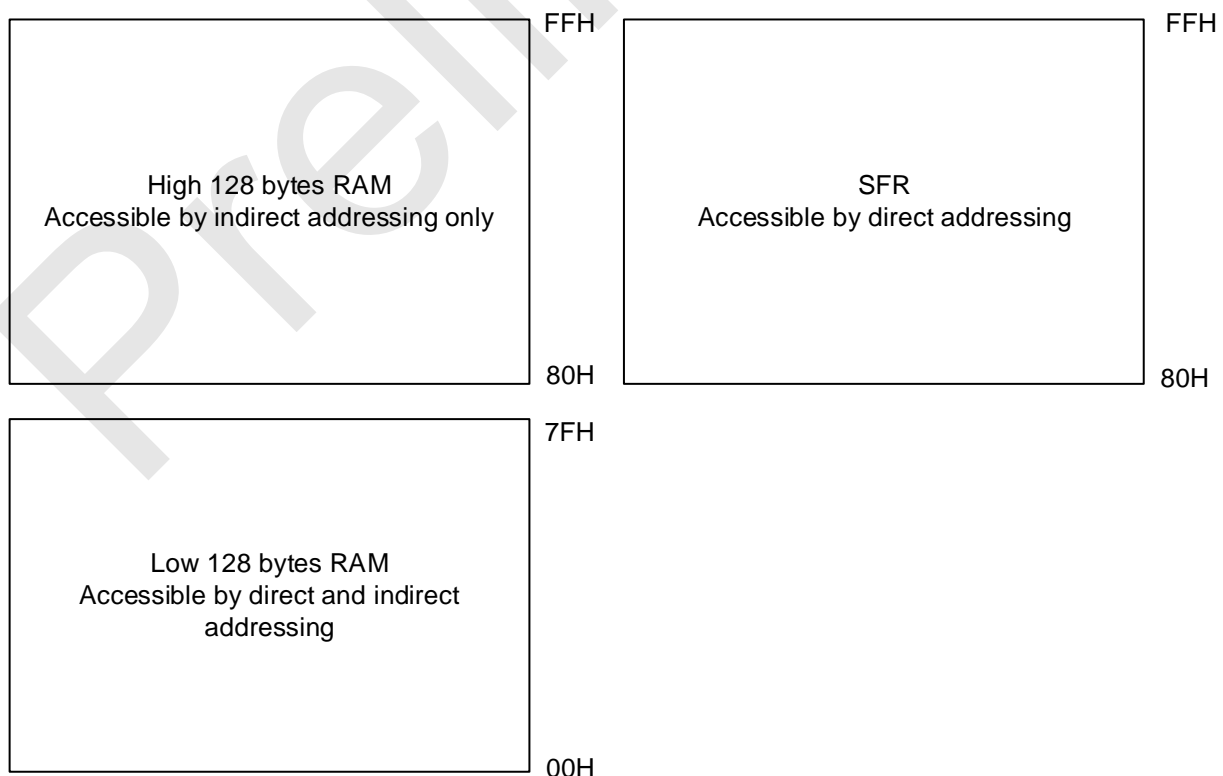 FFH
FFH
High 128 bytes RAM
Accessible by indirect addressing only
SFR
Accessible by direct addressing
80H
80H
7FH
Low 128 bytes RAM
Accessible by direct and indirect
addressing
00H